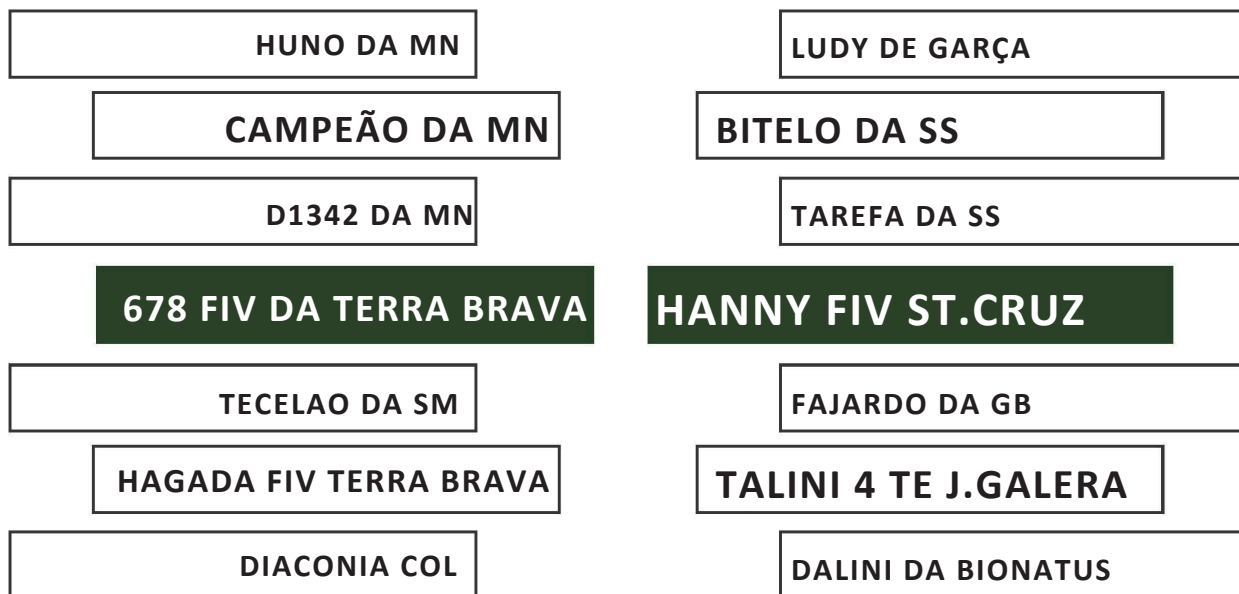 HUNO DA MN
LUDY DE GARÇA
CAMPEÃO DA MN
BITELO DA SS
D1342 DA MN
TAREFA DA SS
678 FIV DA TERRA BRAVA
HANNY FIV ST.CRUZ
TECELAO DA SM
FAJARDO DA GB
HAGADA FIV TERRA BRAVA
TALINI 4 TE J.GALERA
DIACONIA COL
DALINI DA BIONATUS